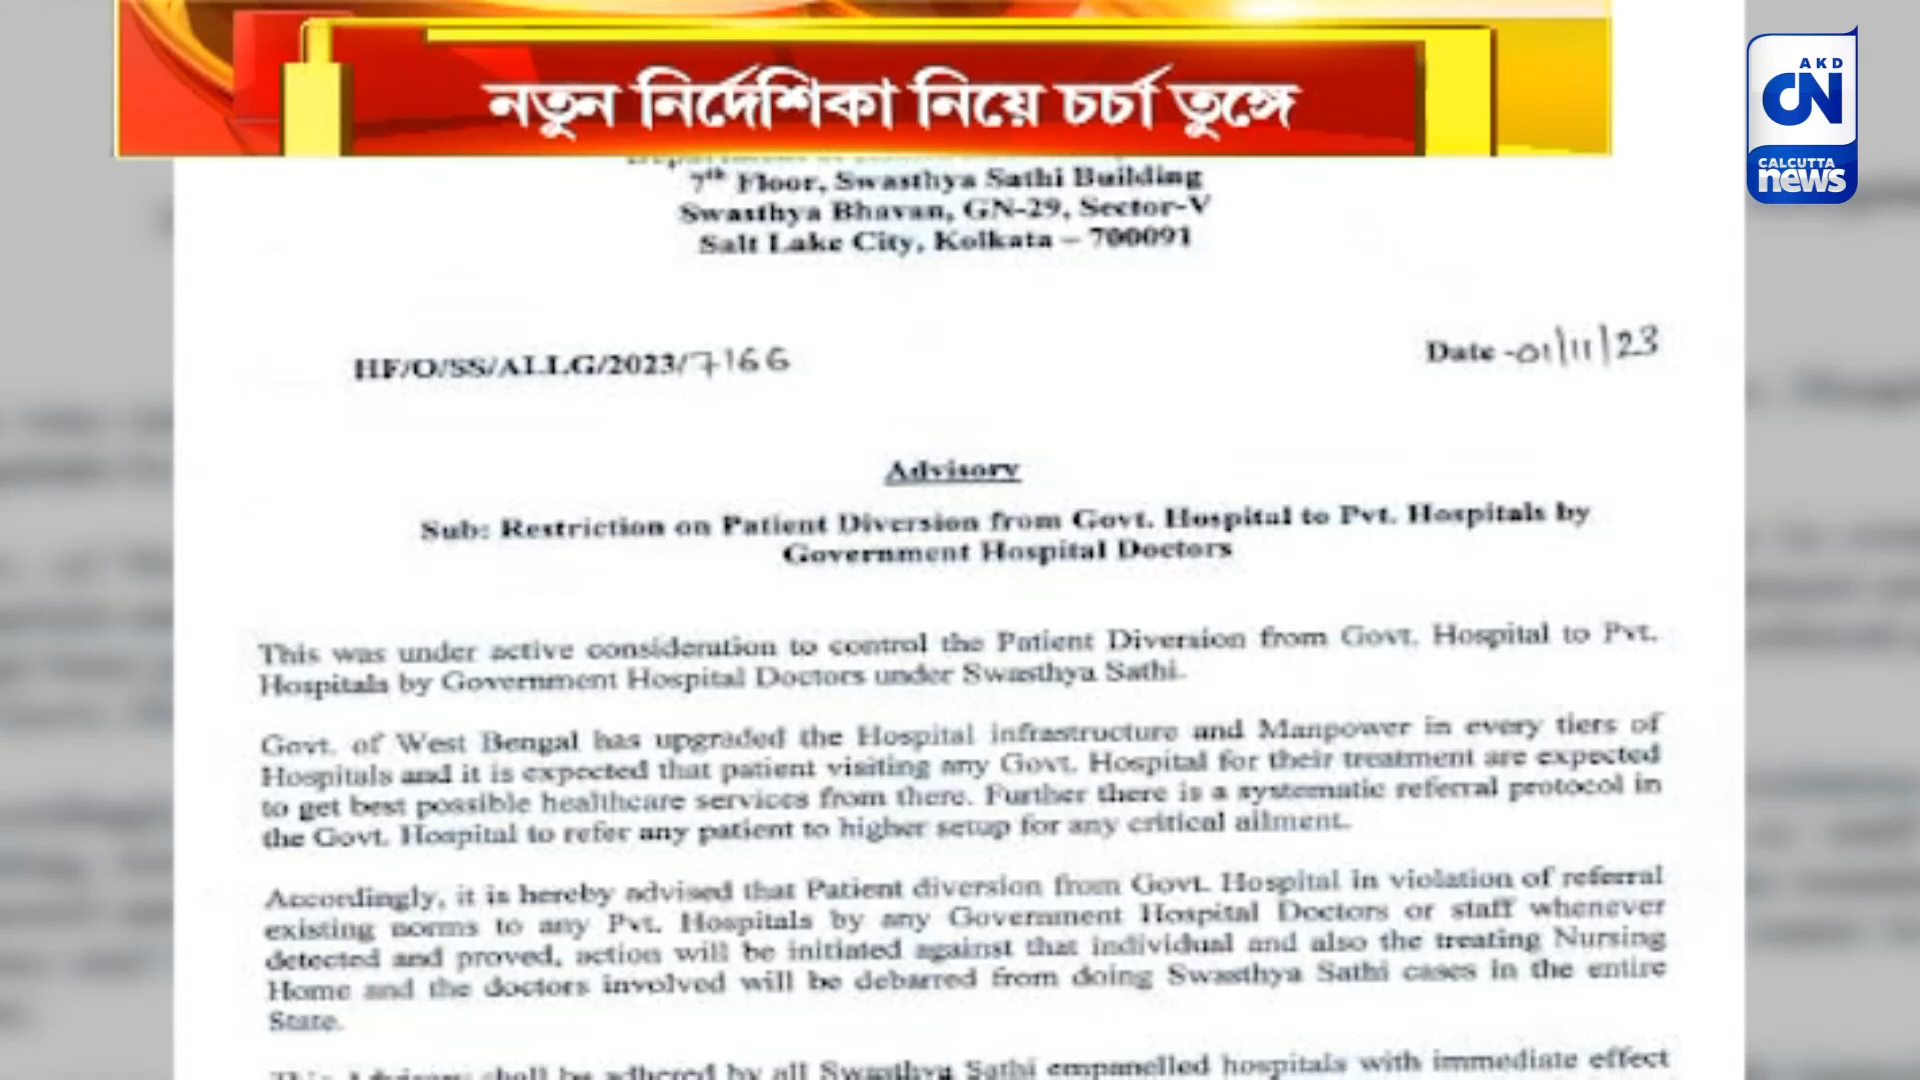 নতুন নির্দেশিকা নিয়ে চর্চা তুঙ্গে
AKD
CN
CALCUTTA
news
7th Floor, Swasthya Sathi Building
Swasthya Bhavan, GN-29, Sector-V
Salt Lake City, Kolkata – 700091
HF/O/SS/ALLG/2023/7166
Date -01/11/23
Advisory
Sub: Restriction on Patient Diversion from Govt. Hospital to Pvt. Hospitals by
Government Hospital Doctors
This was under active consideration to control the Patient Diversion from Govt. Hospital to Pvt.
Hospitals by Government Hospital Doctors under Swasthya Sathi.
Govt. of West Bengal has upgraded the Hospital infrastructure and Manpower in every tiers of
Hospitals and it is expected that patient visiting any Govt. Hospital for their treatment are expected
to get best possible healthcare services from there. Further there is a systematic referral protocol in
the Govt. Hospital to refer any patient to higher setup for any critical ailment.
Accordingly, it is hereby advised that Patient diversion from Govt. Hospital in violation of referral
existing norms to any Pvt. Hospitals by any Government Hospital Doctors or staff whenever
detected and proved, action will be initiated against that individual and also the treating Nursing
Home and the doctors involved will be debarred from doing Swasthya Sathi cases in the entire
State.
This Advisory shall be adhered by all Swasthya Sathi empanelled hospitals with immediate effect